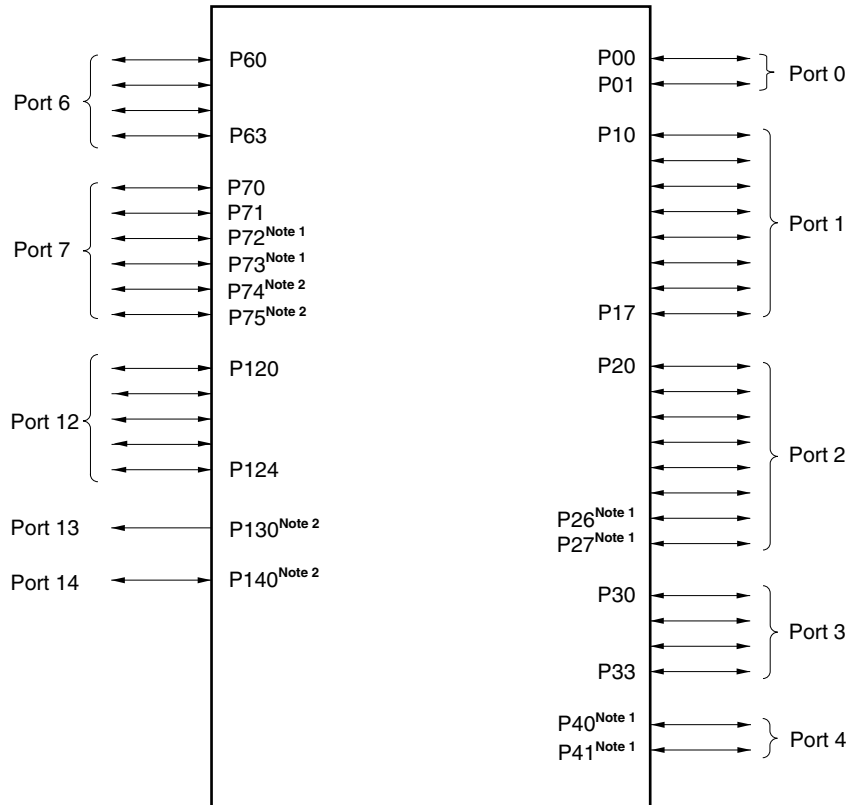 Port 6
P60
P63
Port 7
P70
P71
P72Note 1
P73Note 1
P74Note 2
P75Note 2
Port 12
P120
P124
Port 13
P130Note 2
Port 14
P140Note 2
P00
P01
Port 0
P10
P17
Port 1
P20
P26Note 1
P27Note 1
Port 2
P30
P33
Port 3
P40Note 1
P41Note 1
Port 4